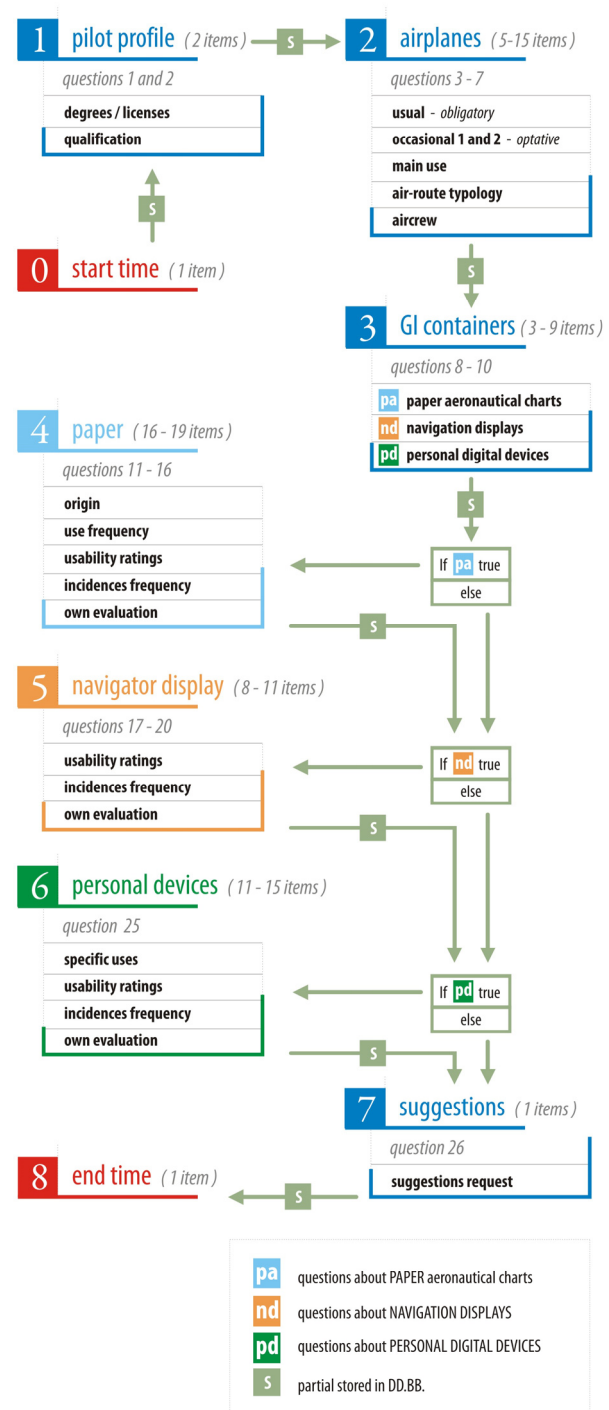 1 pilot profile ( 2 items )
questions 1 and 2
degrees / licenses
qualification
S
2 airplanes ( 5-15 items )
questions 3 - 7
usual - obligatory
occasional 1 and 2 - optative
main use
air-route typology
aircrew
S
0 start time ( 1 item )
S
3 GI containers ( 3 - 9 items )
questions 8 - 10
pa paper aeronautical charts
nd navigation displays
pd personal digital devices
S
4 paper ( 16 - 19 items )
questions 11 - 16
origin
use frequency
usability ratings
incidences frequency
own evaluation
If pa true
else
S
5 navigator display ( 8 - 11 items )
questions 17 - 20
usability ratings
incidences frequency
own evaluation
If nd true
else
S
6 personal devices ( 11 - 15 items )
question 25
specific uses
usability ratings
incidences frequency
own evaluation
If pd true
else
S
7 suggestions ( 1 items )
question 26
suggestions request
8 end time ( 1 item )
S
pa questions about PAPER aeronautical charts
nd questions about NAVIGATION DISPLAYS
pd questions about PERSONAL DIGITAL DEVICES
S partial stored in DD.BB.